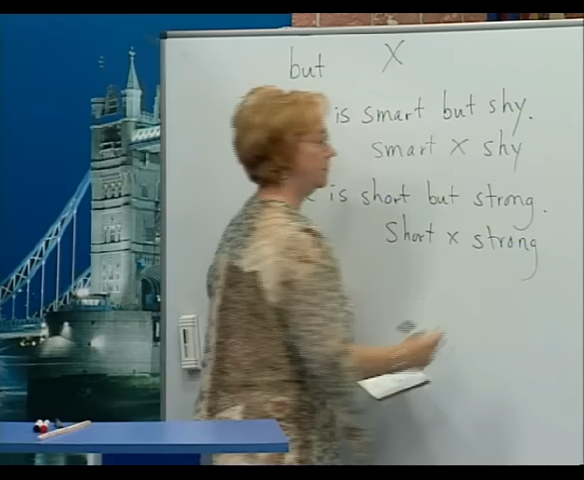 but X
is smart but shy.
smart x shy
is short but strong.
Short x strong